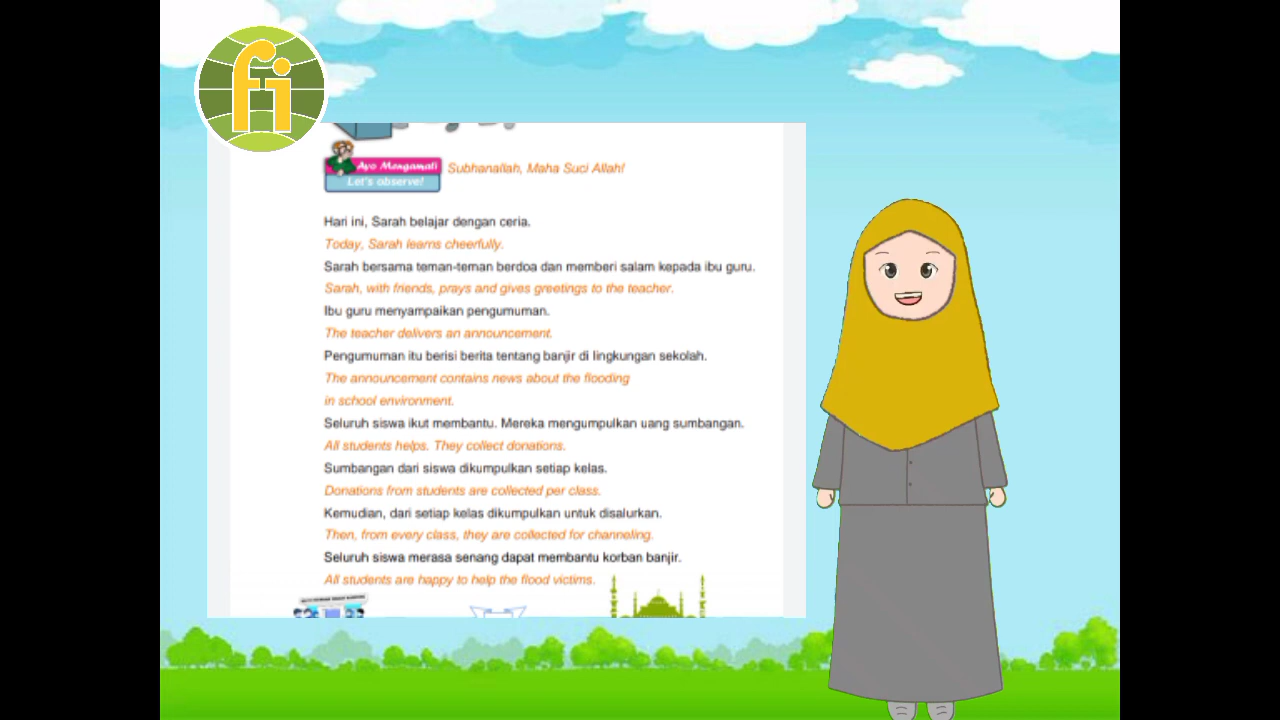 fi
Ayo Mengamati
Let's observe!
Subhanallah, Maha Suci Allah!
Hari ini, Sarah belajar dengan ceria.
Today, Sarah learns cheerfully.
Sarah bersama teman-teman berdoa dan memberi salam kepada ibu guru.
Sarah, with friends, prays and gives greetings to the teacher.
Ibu guru menyampaikan pengumuman.
The teacher delivers an announcement.
Pengumuman itu berisi berita tentang banjir di lingkungan sekolah.
The announcement contains news about the flooding
in school environment.
Seluruh siswa ikut membantu. Mereka mengumpulkan uang sumbangan.
All students helps. They collect donations.
Sumbangan dari siswa dikumpulkan setiap kelas.
Donations from students are collected per class.
Kemudian, dari setiap kelas dikumpulkan untuk disalurkan.
Then, from every class, they are collected for channeling.
Seluruh siswa merasa senang dapat membantu korban banjir.
All students are happy to help the flood victims.